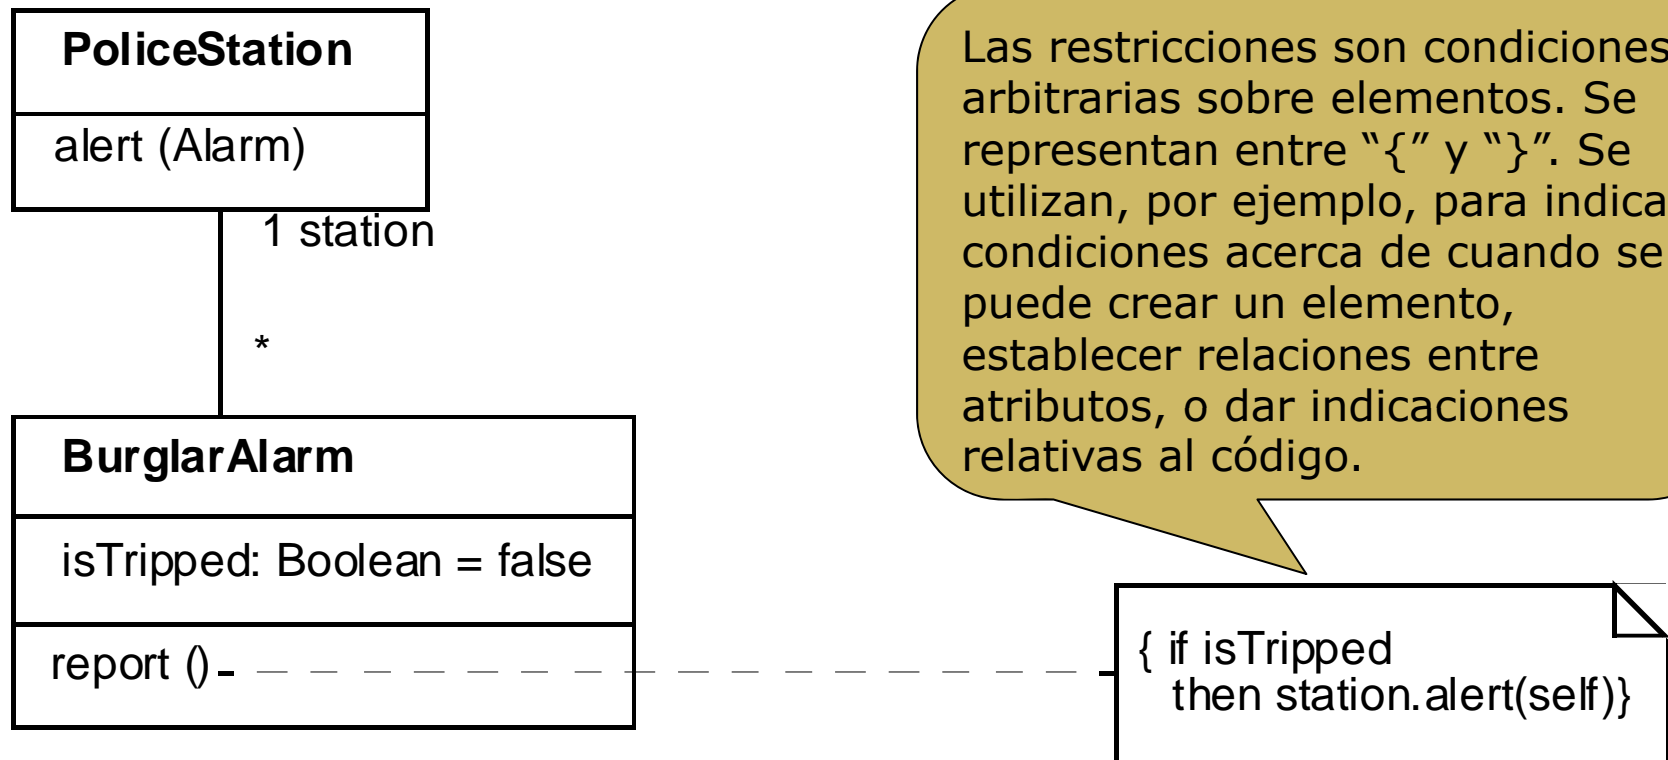 PoliceStation
alert (Alarm)
1 station
*
BurglarAlarm
isTripped: Boolean = false
report ()
Las restricciones son condiciones
arbitrarias sobre elementos. Se
representan entre “{” y “}”. Se
utilizan, por ejemplo, para indica
condiciones acerca de cuando se
puede crear un elemento,
establecer relaciones entre
atributos, o dar indicaciones
relativas al código.
{ if isTripped
then station.alert(self)}